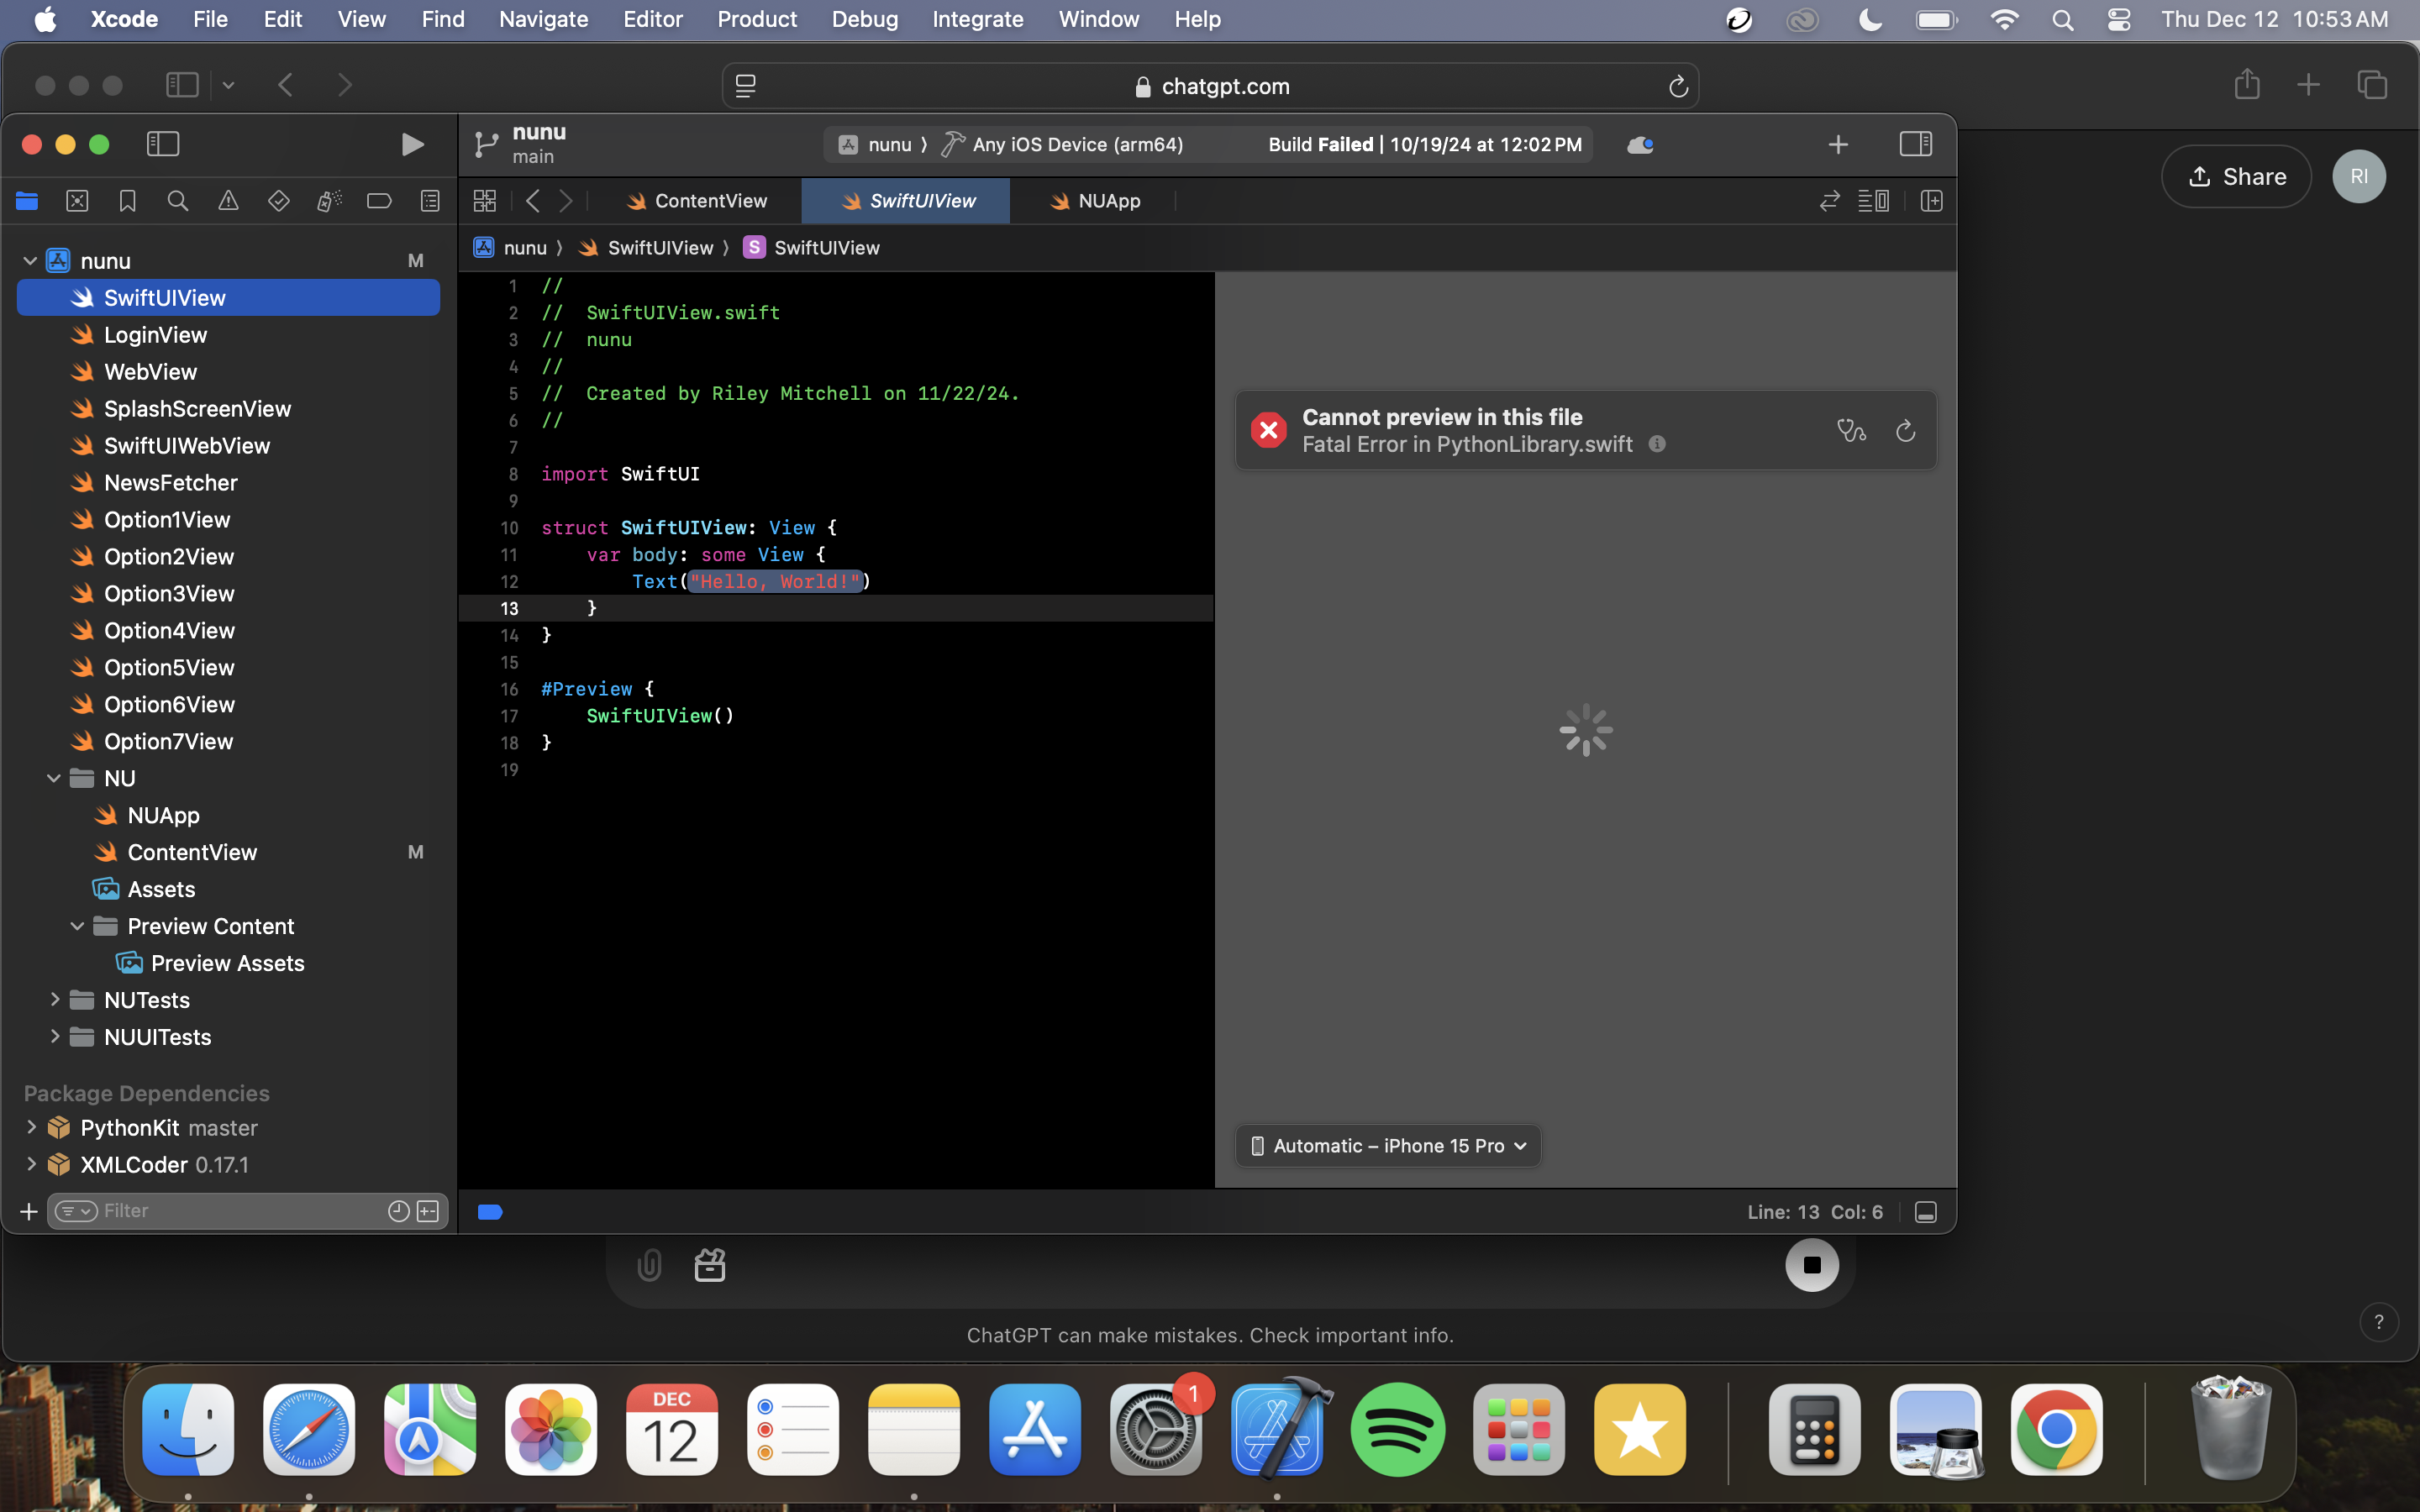 Xcode File Edit View Find Navigate Editor Product Debug Integrate Window Help Thu Dec 12 10:53 AM
chatgpt.com
nunu
main
nunu Any iOS Device (arm64) Build Failed | 10/19/24 at 12:02 PM
Share
RI
ContentView SwiftUIView NUApp
nunu SwiftUIView S SwiftUIView
nunu M
SwiftUIView
LoginView
WebView
SplashScreenView
SwiftUIWebView
NewsFetcher
Option1View
Option2View
Option3View
Option4View
Option5View
Option6View
Option7View
NU
NUApp
ContentView M
Assets
Preview Content
Preview Assets
NUTests
NUUITests
Package Dependencies
PythonKit master
XMLCoder 0.17.1
Filter
1 //
2 // SwiftUIView.swift
3 // nunu
4 //
5 // Created by Riley Mitchell on 11/22/24.
6 //
7
8 import SwiftUI
9
10 struct SwiftUIView: View {
11 var body: some View {
12 Text("Hello, World!")
13 }
14 }
15
16 #Preview {
17 SwiftUIView()
18 }
19
Cannot preview in this file
Fatal Error in PythonLibrary.swift
Automatic – iPhone 15 Pro
Line: 13 Col: 6
ChatGPT can make mistakes. Check important info.
?
DEC
12
1